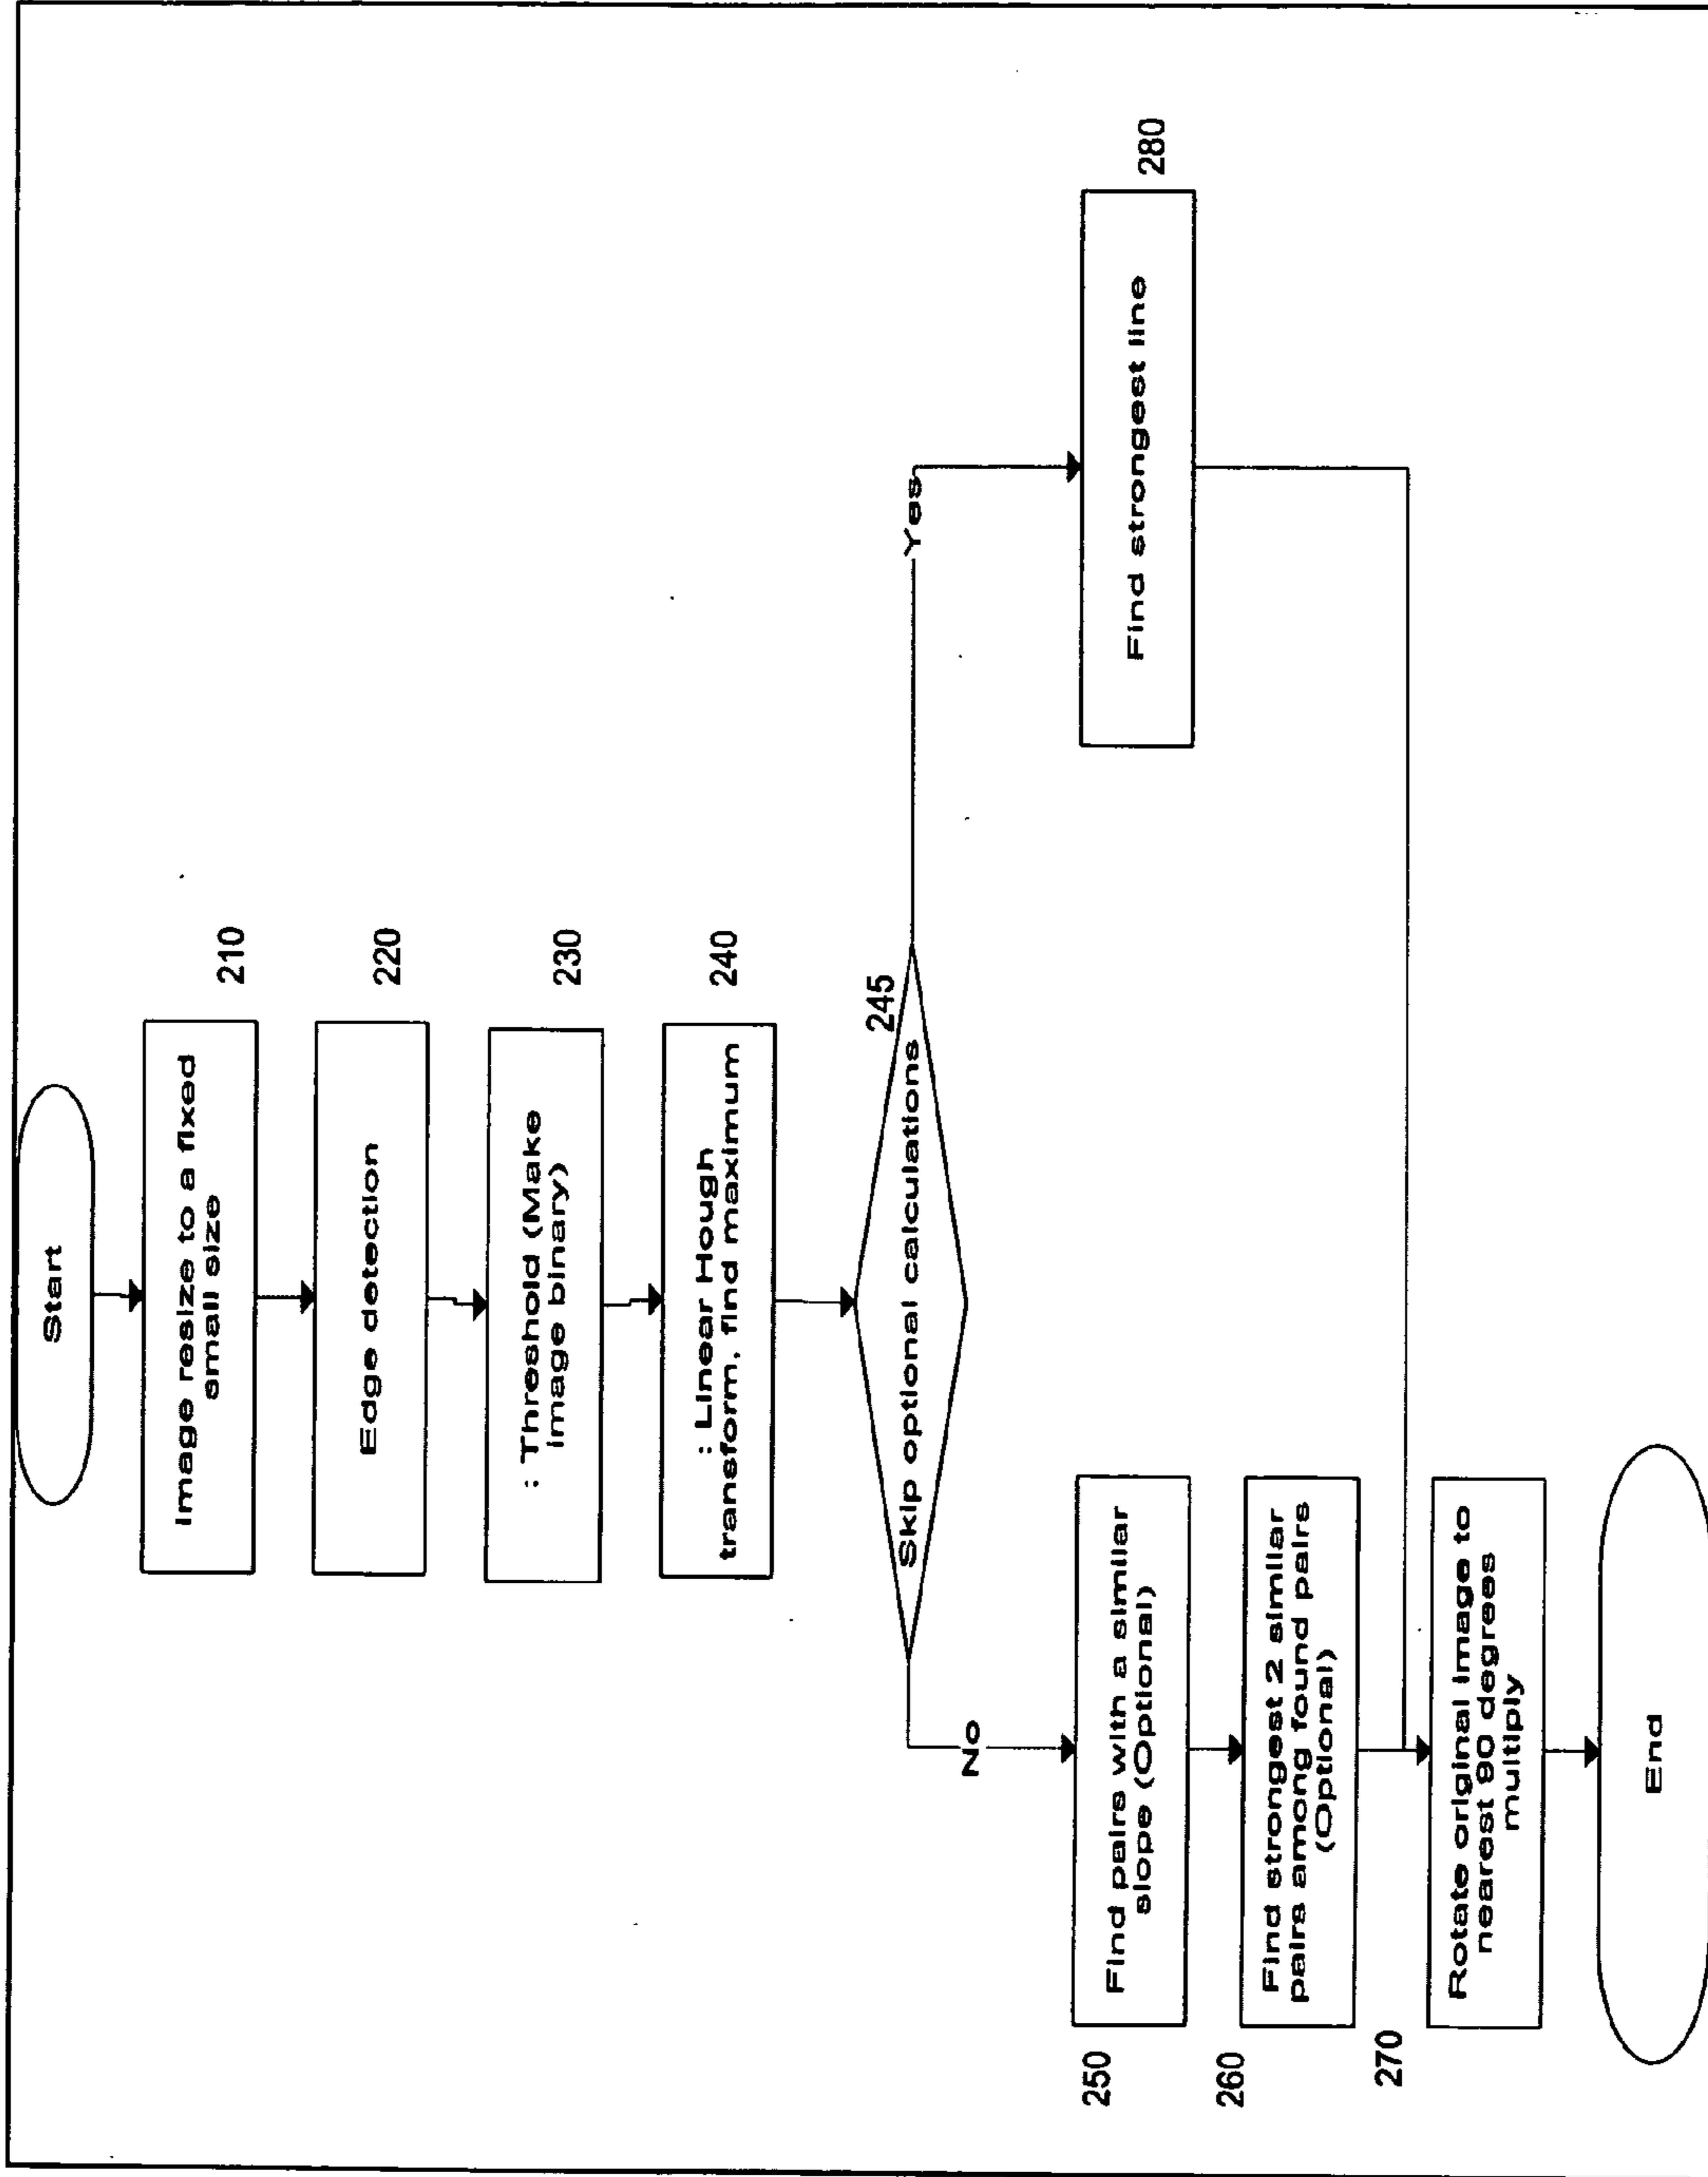 Start
Image resize to a fixed
small size
210
Edge detection
220
: Threshold (Make
image binary)
230
: Linear Hough
transform, find maximum
240
245
Skip optional calculations
No
Yes
250
Find pairs with a similar
slope (Optional)
Find strongest line
280
260
Find strongest 2 similar
pairs among found pairs
(Optional)
270
Rotate original image to
nearest 90 degrees
multiply
End